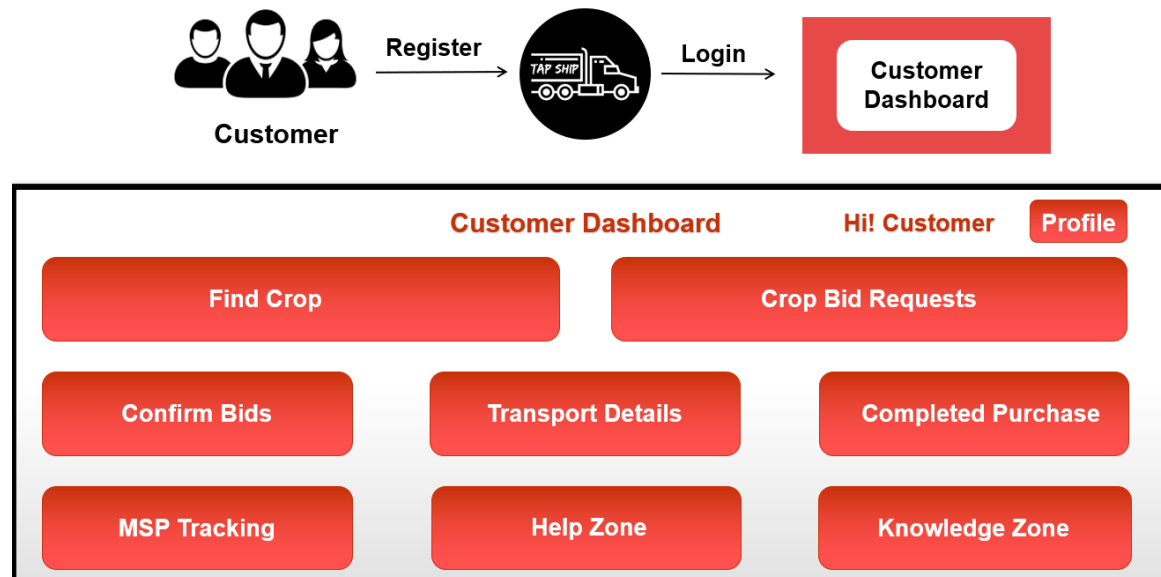 Register
TAP SHIP
Login
Customer
Dashboard
Customer
Customer Dashboard
Hi! Customer
Profile
Find Crop
Crop Bid Requests
Confirm Bids
Transport Details
Completed Purchase
MSP Tracking
Help Zone
Knowledge Zone